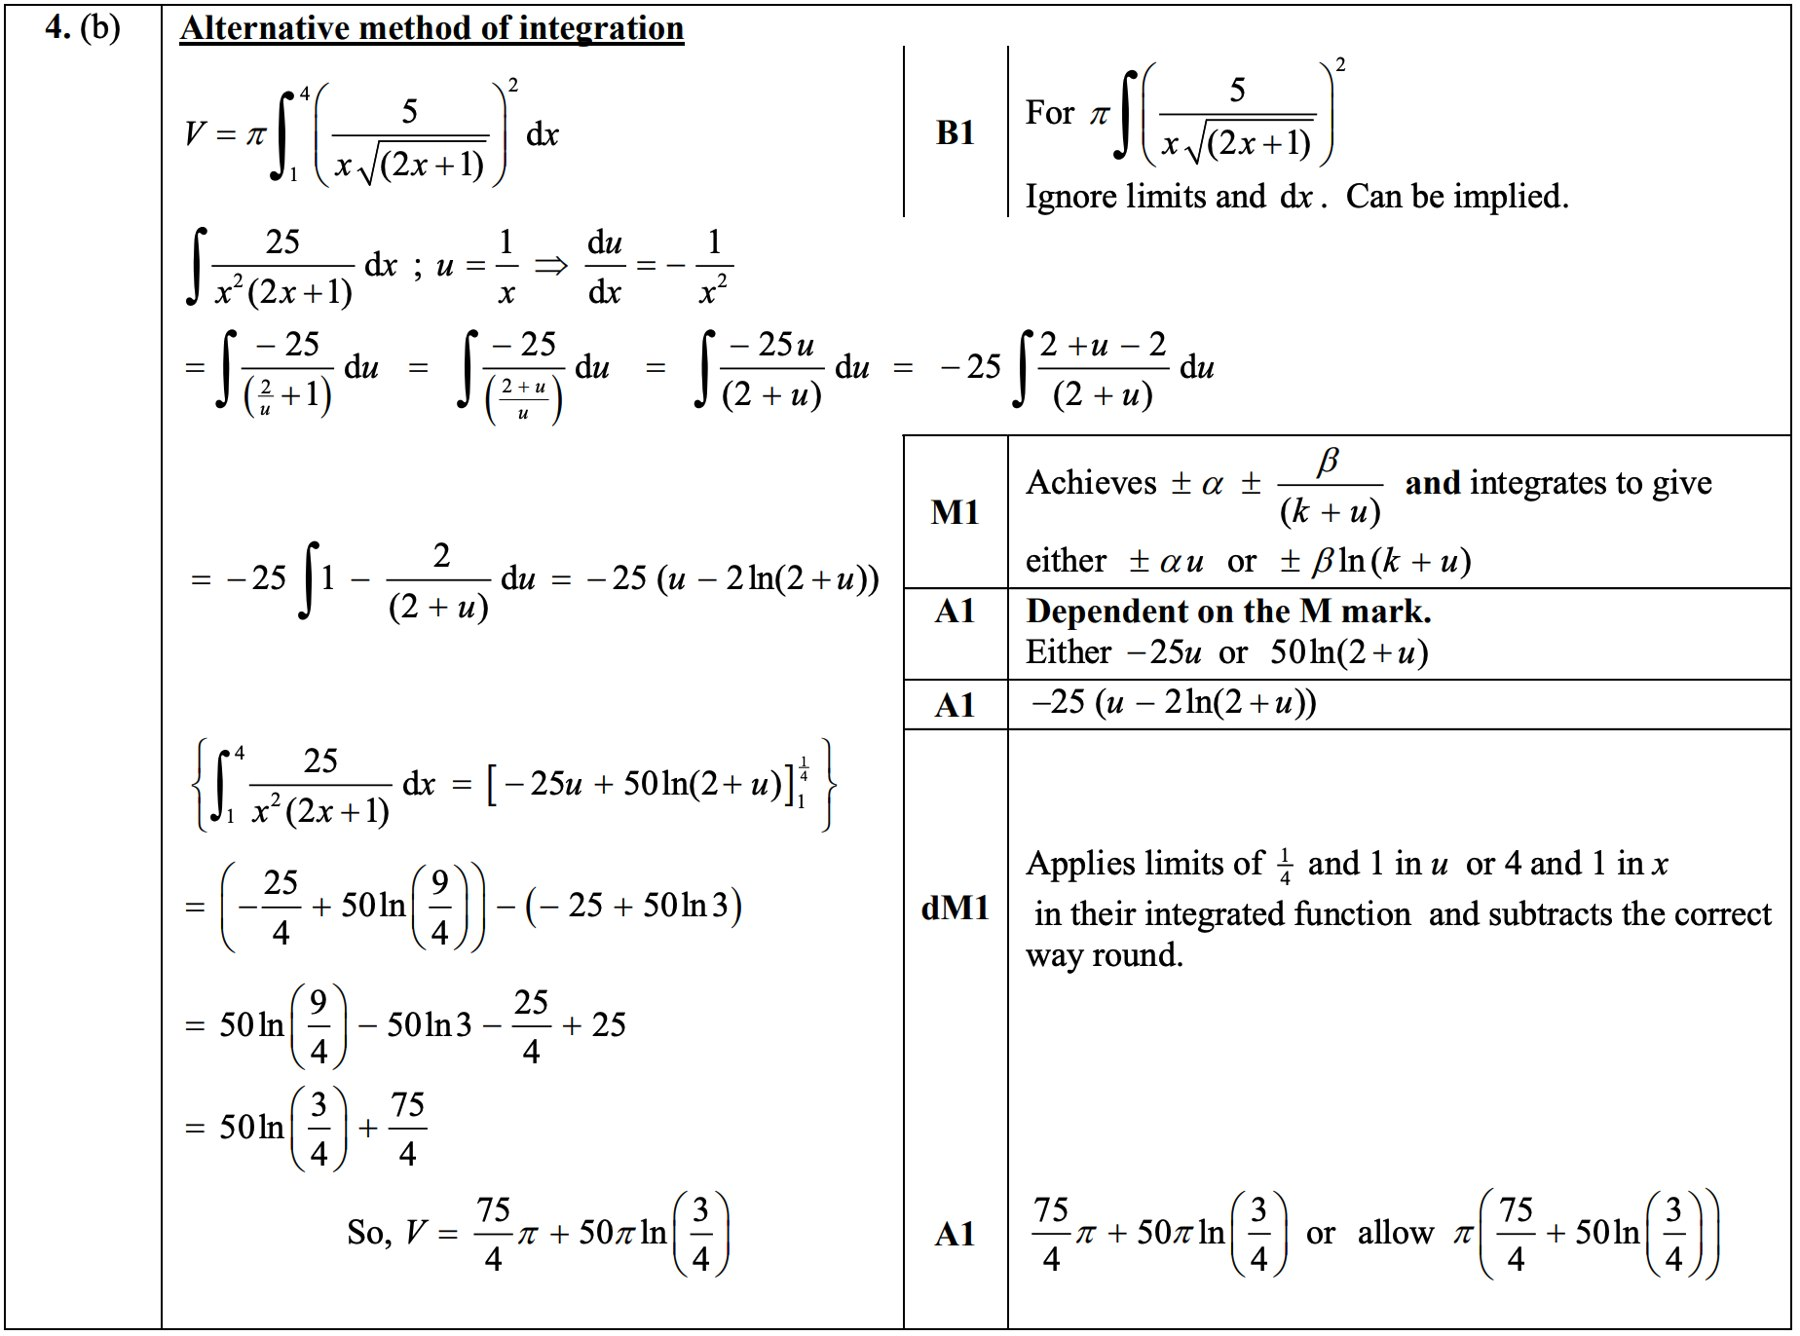 4. (b) Alternative method of integration
V = π∫₁⁴ (5 / (x√(2x+1)))² dx
B1
For π∫(5 / (x√(2x+1)))²
Ignore limits and dx. Can be implied.
∫ 25 / (x²(2x+1)) dx ; u = 1/x ⇒ du/dx = − 1/x²
= ∫ −25 / (2/u + 1) du = ∫ −25 / ((2+u)/u) du = ∫ −25u / (2 + u) du = −25 ∫ (2 + u − 2) / (2 + u) du
= −25 ∫ 1 − 2 / (2 + u) du = −25 (u − 2ln(2+u))
M1
Achieves ± α ± β / (k + u) and integrates to give
either ± αu or ± βln(k + u)
A1
Dependent on the M mark.
Either −25u or 50ln(2+u)
A1
−25 (u − 2ln(2+u))
{∫₁⁴ 25 / (x²(2x+1)) dx = [−25u + 50ln(2+u)]₁^(1/4)}
= (−25/4 + 50ln(9/4)) − (−25 + 50ln3)
dM1
Applies limits of 1/4 and 1 in u or 4 and 1 in x
in their integrated function and subtracts the correct
way round.
= 50ln(9/4) − 50ln3 − 25/4 + 25
= 50ln(3/4) + 75/4
So, V = 75/4 π + 50π ln(3/4)
A1
75/4 π + 50π ln(3/4) or allow π(75/4 + 50ln(3/4))